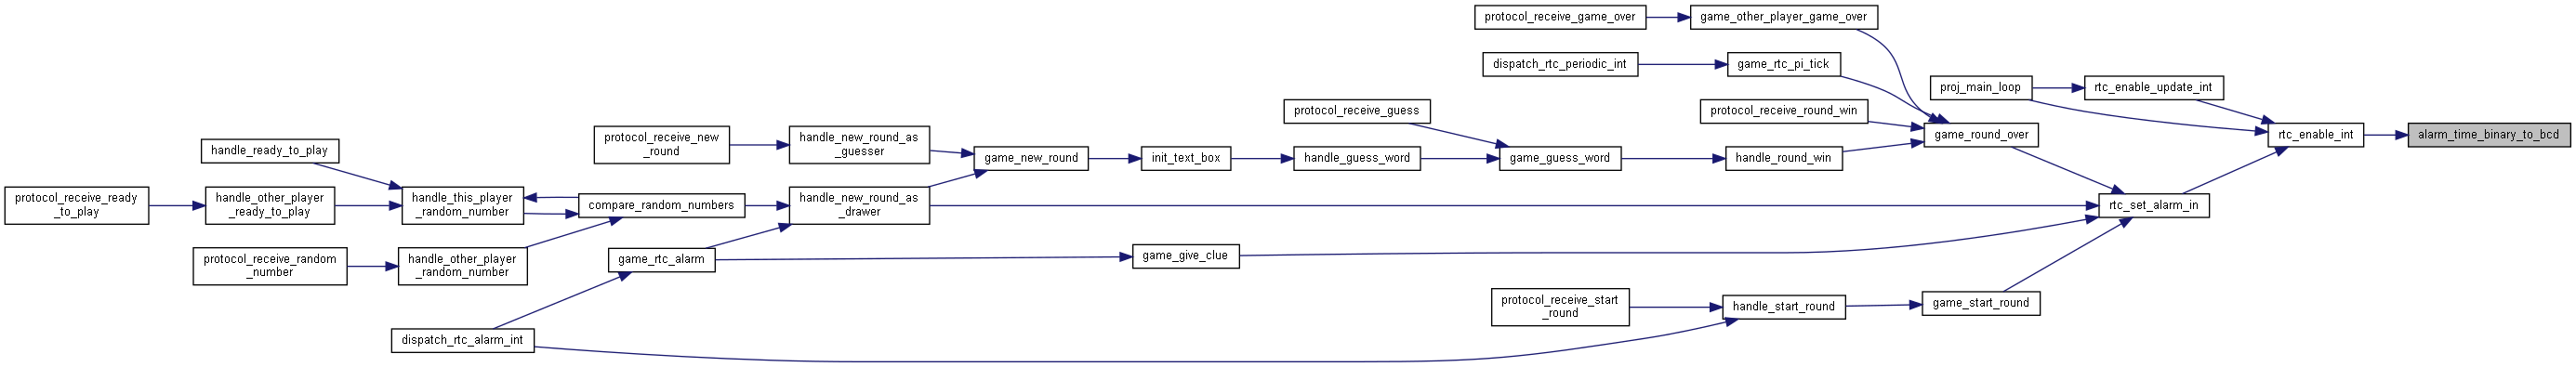 protocol_receive_game_over
game_other_player_game_over
dispatch_rtc_periodic_int
game_rtc_pi_tick
proj_main_loop
rtc_enable_update_int
protocol_receive_guess
protocol_receive_round_win
protocol_receive_new
_round
handle_new_round_as
_guesser
game_round_over
rtc_enable_int
alarm_time_binary_to_bcd
handle_ready_to_play
game_new_round
init_text_box
handle_guess_word
game_guess_word
handle_round_win
protocol_receive_ready
_to_play
handle_other_player
_ready_to_play
handle_this_player
_random_number
compare_random_numbers
handle_new_round_as
_drawer
rtc_set_alarm_in
protocol_receive_random
_number
handle_other_player
_random_number
game_rtc_alarm
game_give_clue
protocol_receive_start
_round
handle_start_round
game_start_round
dispatch_rtc_alarm_int